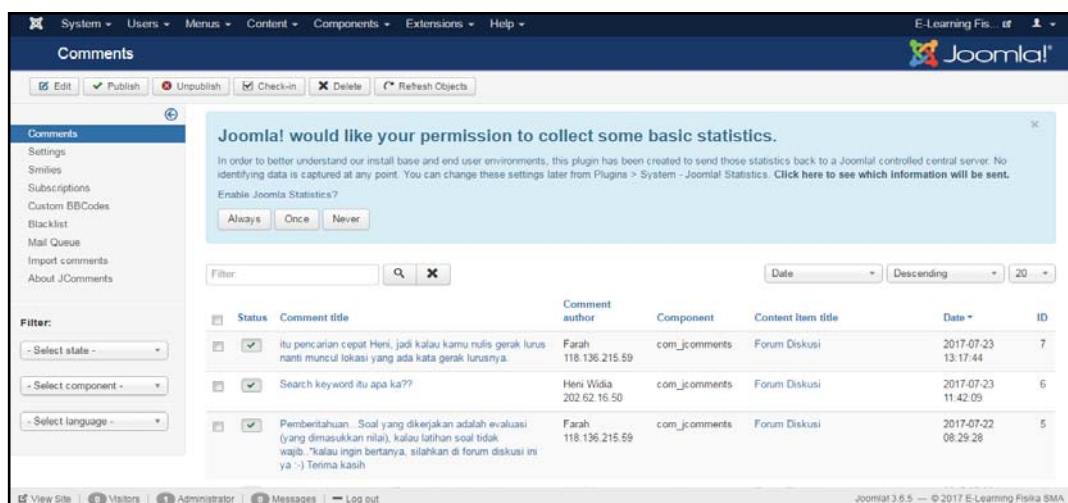 System Users Menus Content Components Extensions Help E-Learning Fis...
Comments Joomla!
Edit Publish Unpublish Check-in Delete Refresh Objects
Comments
Settings
Smilies
Subscriptions
Custom BBCodes
Blacklist
Mail Queue
Import comments
About JComments
Filter:
- Select state -
- Select component -
- Select language -
Joomla! would like your permission to collect some basic statistics.
In order to better understand our install base and end user environments, this plugin has been created to send those statistics back to a Joomla! controlled central server. No
identifying data is captured at any point. You can change these settings later from Plugins > System - Joomla! Statistics. Click here to see which information will be sent.
Enable Joomla Statistics?
Always Once Never
Filter: Date Descending 20
Status Comment title Comment author Component Content Item title Date ID
itu pencarian cepat Heni, jadi kalau kamu nulis gerak lurus Farah com_jcomments Forum Diskusi 2017-07-23 7
nanti muncul lokasi yang ada kata gerak lurusnya. 118.136.215.59 13:17:44
Search keyword itu apa ka?? Heni Widia com_jcomments Forum Diskusi 2017-07-23 6
202.62.16.50 11:42:09
Pemberitahuan...Soal yang dikerjakan adalah evaluasi Farah com_jcomments Forum Diskusi 2017-07-22 5
(yang dimasukkan nilai), kalau latihan soal tidak 118.136.215.59 08:29:28
wajib.."kalau ingin bertanya, silahkan di forum diskusi ini
ya :-) Terima kasih
View Site 0 Visitors 1 Administrator 0 Messages Log out Joomla! 3.6.5 — © 2017 E-Learning Fisika SMA